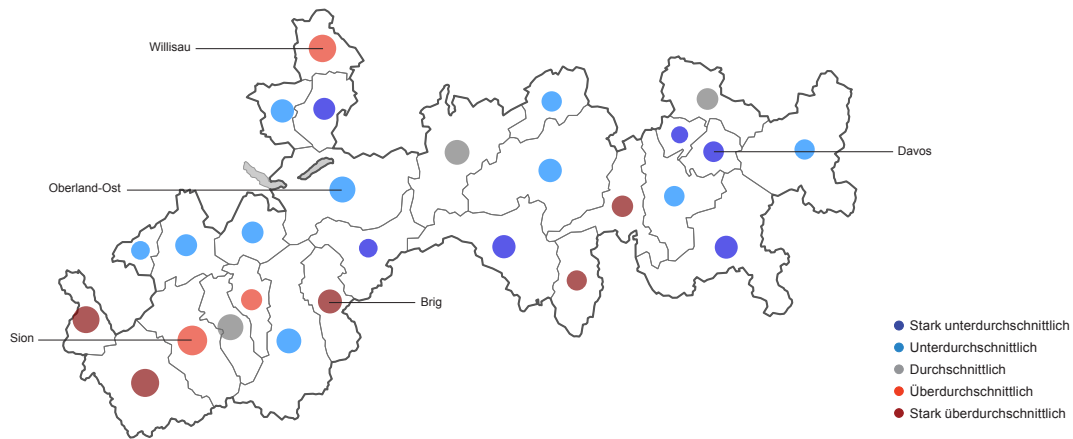 Willisau
Davos
Oberland-Ost
Brig
Sion
Stark unterdurchschnittlich
Unterdurchschnittlich
Durchschnittlich
Überdurchschnittlich
Stark überdurchschnittlich